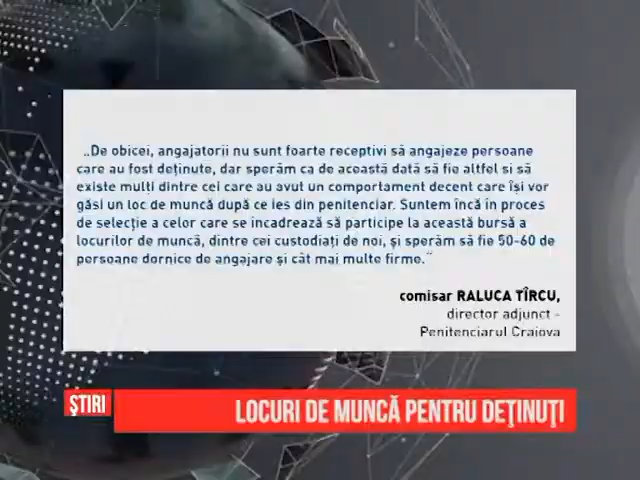 „De obicei, angajatorii nu sunt foarte receptivi să angajeze persoane
care au fost deținute, dar sperăm ca de această dată să fie altfel si să
existe mulți dintre cei care au avut un comportament decent care își vor
găsi un loc de muncă după ce ies din penitenciar. Suntem încă în proces
de selecție a celor care se incadrează să participe la această bursă a
locurilor de muncă, dintre cei custodiați de noi, și sperăm să fie 50-60 de
persoane dornice de angajare și cât mai multe firme.”
comisar RALUCA TÎRCU,
director adjunct -
Penitenciarul Craiova
ŞTIRI
LOCURI DE MUNCĂ PENTRU DEŢINUŢI